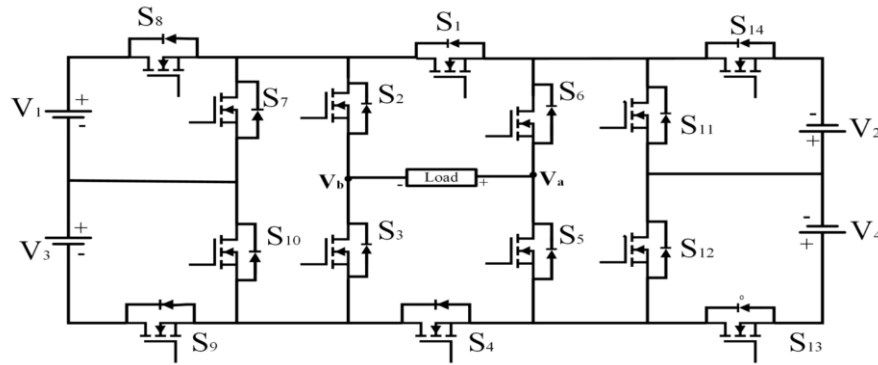 S8 S1 S14
V1 + - S7 S2 S6 S11 - + V2
Vb - Load + Va
V3 + - S10 S3 S5 S12 - + V4
S9 S4 0 S13